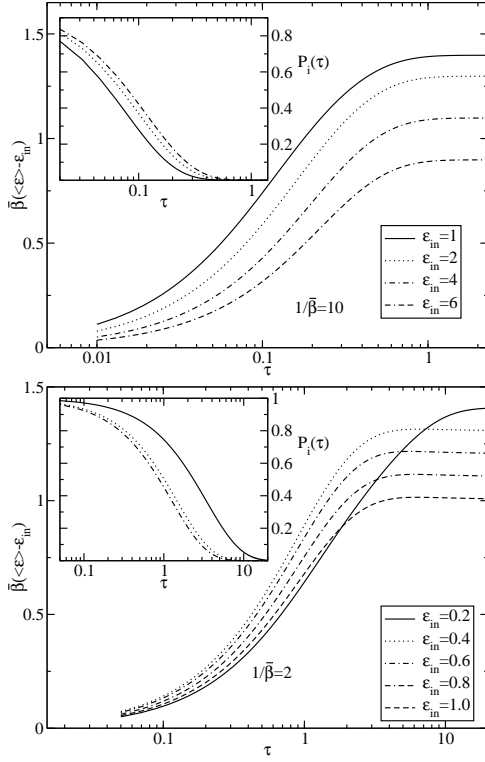 1.5
1
0.5
0
β̄(<ε>-ε_in)
0.8
0.6
0.4
0.2
P_i(τ)
0.1
1
τ
ε_in=1
ε_in=2
ε_in=4
ε_in=6
1/β̄=10
0.01
0.1
1
τ
1.5
1
0.5
0
β̄(<ε>-ε_in)
1
0.8
0.6
0.4
0.2
P_i(τ)
0.1
1
10
τ
ε_in=0.2
ε_in=0.4
ε_in=0.6
ε_in=0.8
ε_in=1.0
1/β̄=2
0.1
1
10
τ